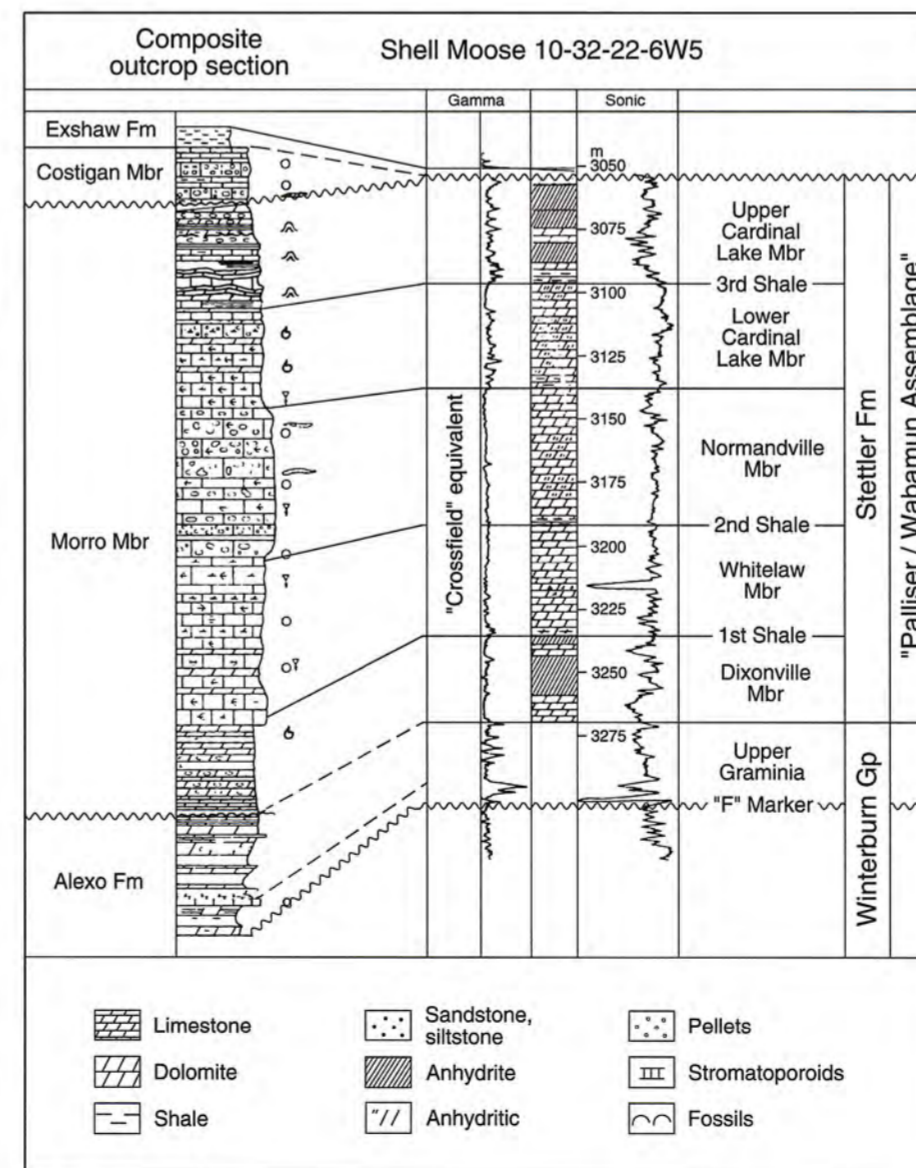 Composite
outcrop section
Shell Moose 10-32-22-6W5
Gamma
Sonic
Exshaw Fm
Costigan Mbr
Morro Mbr
Alexo Fm
"Crossfield" equivalent
m
3050
3075
3100
3125
3150
3175
3200
3225
3250
3275
Upper
Cardinal
Lake Mbr
3rd Shale
Lower
Cardinal
Lake Mbr
Normandville
Mbr
2nd Shale
Whitelaw
Mbr
1st Shale
Dixonville
Mbr
Upper
Graminia
"F" Marker
Stettler Fm
Winterburn Gp
"Palliser / Wabamun Assemblage"
Limestone
Dolomite
Shale
Sandstone,
siltstone
Anhydrite
Anhydritic
Pellets
Stromatoporoids
Fossils